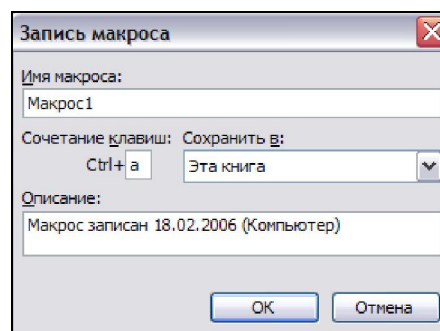 Запись макроса
Имя макроса:
Макрос1
Сочетание клавиш: Сохранить в:
Ctrl+ a Эта книга
Описание:
Макрос записан 18.02.2006 (Компьютер)
ОК Отмена